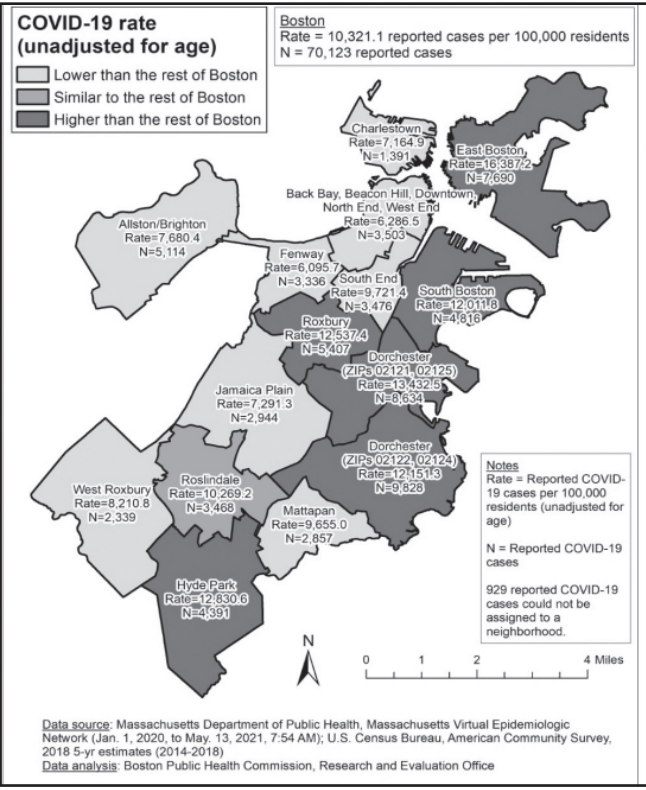 COVID-19 rate
(unadjusted for age)
Lower than the rest of Boston
Similar to the rest of Boston
Higher than the rest of Boston
Boston
Rate = 10,321.1 reported cases per 100,000 residents
N = 70,123 reported cases
Charlestown
Rate=7,164.9
N=1,391
East Boston
Rate=16,387.2
N=7,690
Back Bay, Beacon Hill, Downtown,
North End, West End
Rate=6,286.5
N=3,503
Allston/Brighton
Rate=7,680.4
N=5,114
Fenway
Rate=6,095.7
N=3,336
South End
Rate=9,721.4
N=3,476
South Boston
Rate=12,011.8
N=4,816
Roxbury
Rate=12,537.4
N=5,407
Dorchester
(ZIPs 02121, 02125)
Rate=13,432.5
N=8,634
Jamaica Plain
Rate=7,291.3
N=2,944
Dorchester
(ZIPs 02122, 02124)
Rate=12,151.3
N=9,828
West Roxbury
Rate=8,210.8
N=2,339
Roslindale
Rate=10,269.2
N=3,468
Mattapan
Rate=9,655.0
N=2,857
Hyde Park
Rate=12,830.6
N=4,391
Notes
Rate = Reported COVID-
19 cases per 100,000
residents (unadjusted for
age)
N = Reported COVID-19
cases
929 reported COVID-19
cases could not be
assigned to a
neighborhood.
N
0 1 2 4 Miles
Data source: Massachusetts Department of Public Health, Massachusetts Virtual Epidemiologic
Network (Jan. 1, 2020, to May. 13, 2021, 7:54 AM); U.S. Census Bureau, American Community Survey,
2018 5-yr estimates (2014-2018)
Data analysis: Boston Public Health Commission, Research and Evaluation Office